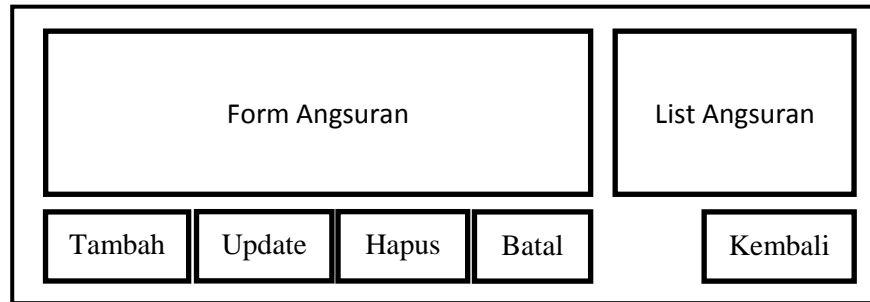 Form Angsuran
List Angsuran
Tambah
Update
Hapus
Batal
Kembali